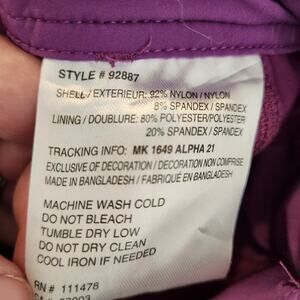 STYLE # 92887
SHELL / EXTERIEUR: 92% NYLON / NYLON
8% SPANDEX / SPANDEX
LINING / DOUBLURE: 80% POLYESTER/POLYESTER
20% SPANDEX / SPANDEX
TRACKING INFO: MK 1649 ALPHA 21
EXCLUSIVE OF DECORATION / DECORATION NON COMPRISE
MADE IN BANGLADESH / FABRIQUÉ EN BANGLADESH
MACHINE WASH COLD
DO NOT BLEACH
TUMBLE DRY LOW
DO NOT DRY CLEAN
COOL IRON IF NEEDED
RN # 111478